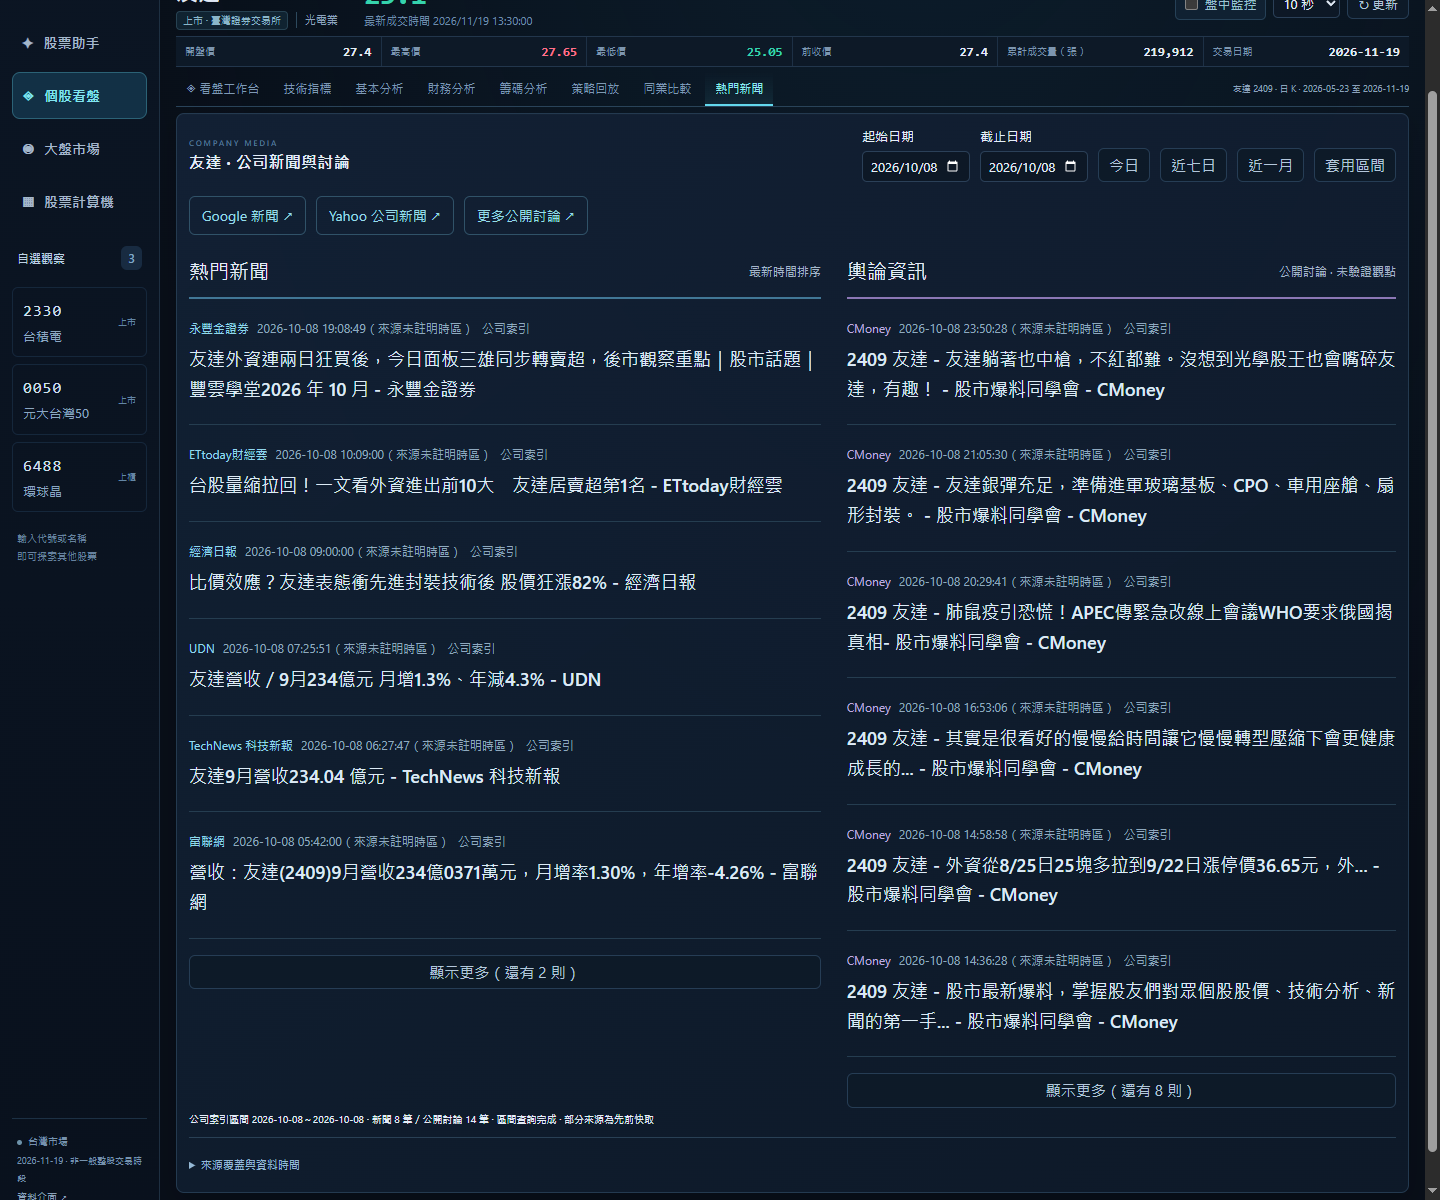 股票助手
個股看盤
大盤市場
股票計算機
自選觀察 3
2330
台積電
上市
0050
元大台灣50
上市
6488
環球晶
上櫃
輸入代號或名稱
即可探索其他股票
台灣市場
2026-11-19 · 非一般盤照交易時
段
上市 · 臺灣證券交易所 光電業 最新成交時間 2026/11/19 13:30:00
盤中監控 10 秒 ↻ 更新
開盤價 27.4
最高價 27.65
最低價 25.05
前收價 27.4
累計成交量(張) 219,912
交易日期 2026-11-19
◈ 看盤工作台 技術指標 基本分析 財務分析 籌碼分析 策略回放 同業比較 熱門新聞
友達 2409 · 日 K · 2026-05-23 至 2026-11-19
COMPANY MEDIA
友達 · 公司新聞與討論
起始日期 截止日期
2026/10/08 2026/10/08 今日 近七日 近一月 套用區間
Google 新聞 ↗ Yahoo 公司新聞 ↗ 更多公開討論 ↗
熱門新聞 最新時間排序
永豐金證券 2026-10-08 19:08:49(來源未註明時區) 公司索引
友達外資連兩日狂買後,今日面板三雄同步轉賣超,後市觀察重點 | 股市話題 |
豐雲學堂2026 年 10 月 - 永豐金證券
ETtoday財經雲 2026-10-08 10:09:00(來源未註明時區) 公司索引
台股量縮拉回!一文看外資進出前10大 友達居賣超第1名 - ETtoday財經雲
經濟日報 2026-10-08 09:00:00(來源未註明時區) 公司索引
比價效應?友達表態衝先進封裝技術後 股價狂漲82% - 經濟日報
UDN 2026-10-08 07:25:51(來源未註明時區) 公司索引
友達營收 / 9月234億元 月增1.3%、年減4.3% - UDN
TechNews 科技新報 2026-10-08 06:27:47(來源未註明時區) 公司索引
友達9月營收234.04 億元 - TechNews 科技新報
富聯網 2026-10-08 05:42:00(來源未註明時區) 公司索引
營收:友達(2409)9月營收234億0371萬元,月增率1.30%,年增率-4.26% - 富聯
網
顯示更多(還有 2 則)
輿論資訊 公開討論 · 未驗證觀點
CMoney 2026-10-08 23:50:28(來源未註明時區) 公司索引
2409 友達 - 友達躺著也中槍,不紅都難。沒想到光學股王也會嘴碎友
達,有趣! - 股市爆料同學會 - CMoney
CMoney 2026-10-08 21:05:30(來源未註明時區) 公司索引
2409 友達 - 友達銀彈充足,準備進軍玻璃基板、CPO、車用座艙、扇
形封裝。 - 股市爆料同學會 - CMoney
CMoney 2026-10-08 20:29:41(來源未註明時區) 公司索引
2409 友達 - 肺鼠疫引恐慌!APEC傳緊急改線上會議WHO要求俄國揭
真相- 股市爆料同學會 - CMoney
CMoney 2026-10-08 16:53:06(來源未註明時區) 公司索引
2409 友達 - 其實是很看好的慢慢給時間讓它慢慢轉型壓縮下會更健康
成長的... - 股市爆料同學會 - CMoney
CMoney 2026-10-08 14:58:58(來源未註明時區) 公司索引
2409 友達 - 外資從8/25日25塊多拉到9/22日漲停價36.65元,外... -
股市爆料同學會 - CMoney
CMoney 2026-10-08 14:36:28(來源未註明時區) 公司索引
2409 友達 - 股市最新爆料,掌握股友們對眾個股股價、技術分析、新
聞的第一手... - 股市爆料同學會 - CMoney
顯示更多(還有 8 則)
公司索引區間 2026-10-08~2026-10-08 · 新聞 8 筆 / 公開討論 14 筆 · 區間查詢完成 · 部分來源為先前快取
▶ 來源覆蓋與資料時間